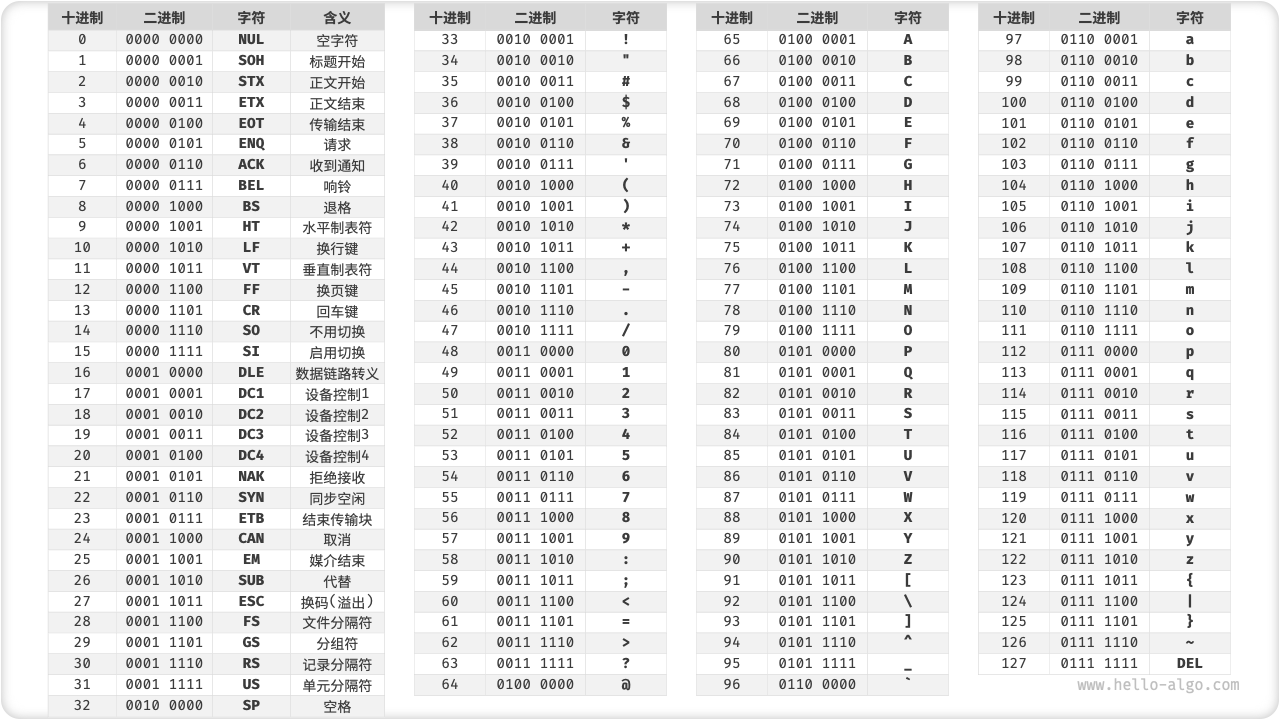 十进制 二进制 字符 含义
0 0000 0000 NUL 空字符
1 0000 0001 SOH 标题开始
2 0000 0010 STX 正文开始
3 0000 0011 ETX 正文结束
4 0000 0100 EOT 传输结束
5 0000 0101 ENQ 请求
6 0000 0110 ACK 收到通知
7 0000 0111 BEL 响铃
8 0000 1000 BS 退格
9 0000 1001 HT 水平制表符
10 0000 1010 LF 换行键
11 0000 1011 VT 垂直制表符
12 0000 1100 FF 换页键
13 0000 1101 CR 回车键
14 0000 1110 SO 不用切换
15 0000 1111 SI 启用切换
16 0001 0000 DLE 数据链路转义
17 0001 0001 DC1 设备控制1
18 0001 0010 DC2 设备控制2
19 0001 0011 DC3 设备控制3
20 0001 0100 DC4 设备控制4
21 0001 0101 NAK 拒绝接收
22 0001 0110 SYN 同步空闲
23 0001 0111 ETB 结束传输块
24 0001 1000 CAN 取消
25 0001 1001 EM 媒介结束
26 0001 1010 SUB 代替
27 0001 1011 ESC 换码(溢出)
28 0001 1100 FS 文件分隔符
29 0001 1101 GS 分组符
30 0001 1110 RS 记录分隔符
31 0001 1111 US 单元分隔符
32 0010 0000 SP 空格
十进制 二进制 字符
33 0010 0001 !
34 0010 0010 "
35 0010 0011 #
36 0010 0100 $
37 0010 0101 %
38 0010 0110 &
39 0010 0111 '
40 0010 1000 (
41 0010 1001 )
42 0010 1010 *
43 0010 1011 +
44 0010 1100 ,
45 0010 1101 -
46 0010 1110 .
47 0010 1111 /
48 0011 0000 0
49 0011 0001 1
50 0011 0010 2
51 0011 0011 3
52 0011 0100 4
53 0011 0101 5
54 0011 0110 6
55 0011 0111 7
56 0011 1000 8
57 0011 1001 9
58 0011 1010 :
59 0011 1011 ;
60 0011 1100 <
61 0011 1101 =
62 0011 1110 >
63 0011 1111 ?
64 0100 0000 @
十进制 二进制 字符
65 0100 0001 A
66 0100 0010 B
67 0100 0011 C
68 0100 0100 D
69 0100 0101 E
70 0100 0110 F
71 0100 0111 G
72 0100 1000 H
73 0100 1001 I
74 0100 1010 J
75 0100 1011 K
76 0100 1100 L
77 0100 1101 M
78 0100 1110 N
79 0100 1111 O
80 0101 0000 P
81 0101 0001 Q
82 0101 0010 R
83 0101 0011 S
84 0101 0100 T
85 0101 0101 U
86 0101 0110 V
87 0101 0111 W
88 0101 1000 X
89 0101 1001 Y
90 0101 1010 Z
91 0101 1011 [
92 0101 1100 \
93 0101 1101 ]
94 0101 1110 ^
95 0101 1111 _
96 0110 0000 `
十进制 二进制 字符
97 0110 0001 a
98 0110 0010 b
99 0110 0011 c
100 0110 0100 d
101 0110 0101 e
102 0110 0110 f
103 0110 0111 g
104 0110 1000 h
105 0110 1001 i
106 0110 1010 j
107 0110 1011 k
108 0110 1100 l
109 0110 1101 m
110 0110 1110 n
111 0110 1111 o
112 0111 0000 p
113 0111 0001 q
114 0111 0010 r
115 0111 0011 s
116 0111 0100 t
117 0111 0101 u
118 0111 0110 v
119 0111 0111 w
120 0111 1000 x
121 0111 1001 y
122 0111 1010 z
123 0111 1011 {
124 0111 1100 |
125 0111 1101 }
126 0111 1110 ~
127 0111 1111 DEL
www.hello-algo.com